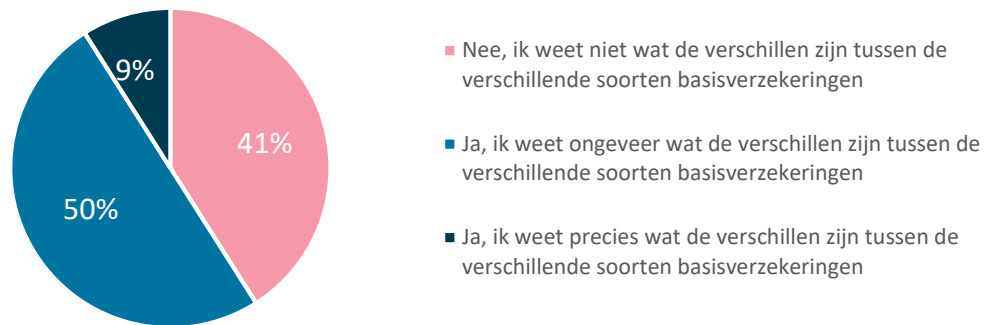 9%
41%
50%
Nee, ik weet niet wat de verschillen zijn tussen de
verschillende soorten basisverzekeringen
Ja, ik weet ongeveer wat de verschillen zijn tussen de
verschillende soorten basisverzekeringen
Ja, ik weet precies wat de verschillen zijn tussen de
verschillende soorten basisverzekeringen